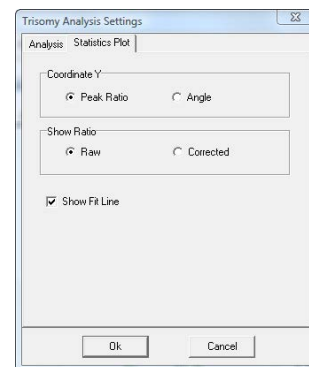 Trisomy Analysis Settings
Analysis Statistics Plot
Coordinate Y
Peak Ratio Angle
Show Ratio
Raw Corrected
Show Fit Line
Ok Cancel